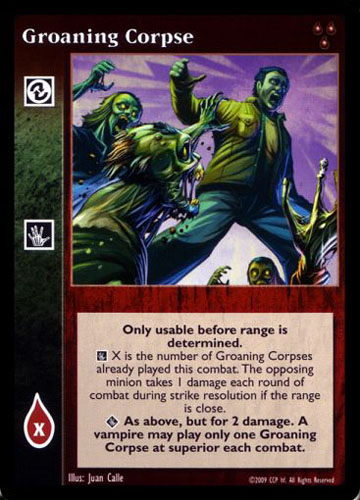 Groaning Corpse
Only usable before range is
determined.
X is the number of Groaning Corpses
already played this combat. The opposing
minion takes 1 damage each round of
combat during strike resolution if the range
is close.
As above, but for 2 damage. A
vampire may play only one Groaning
Corpse at superior each combat.
X
Illus: Juan Calle
©2009 CCP hf. All Rights Reserved